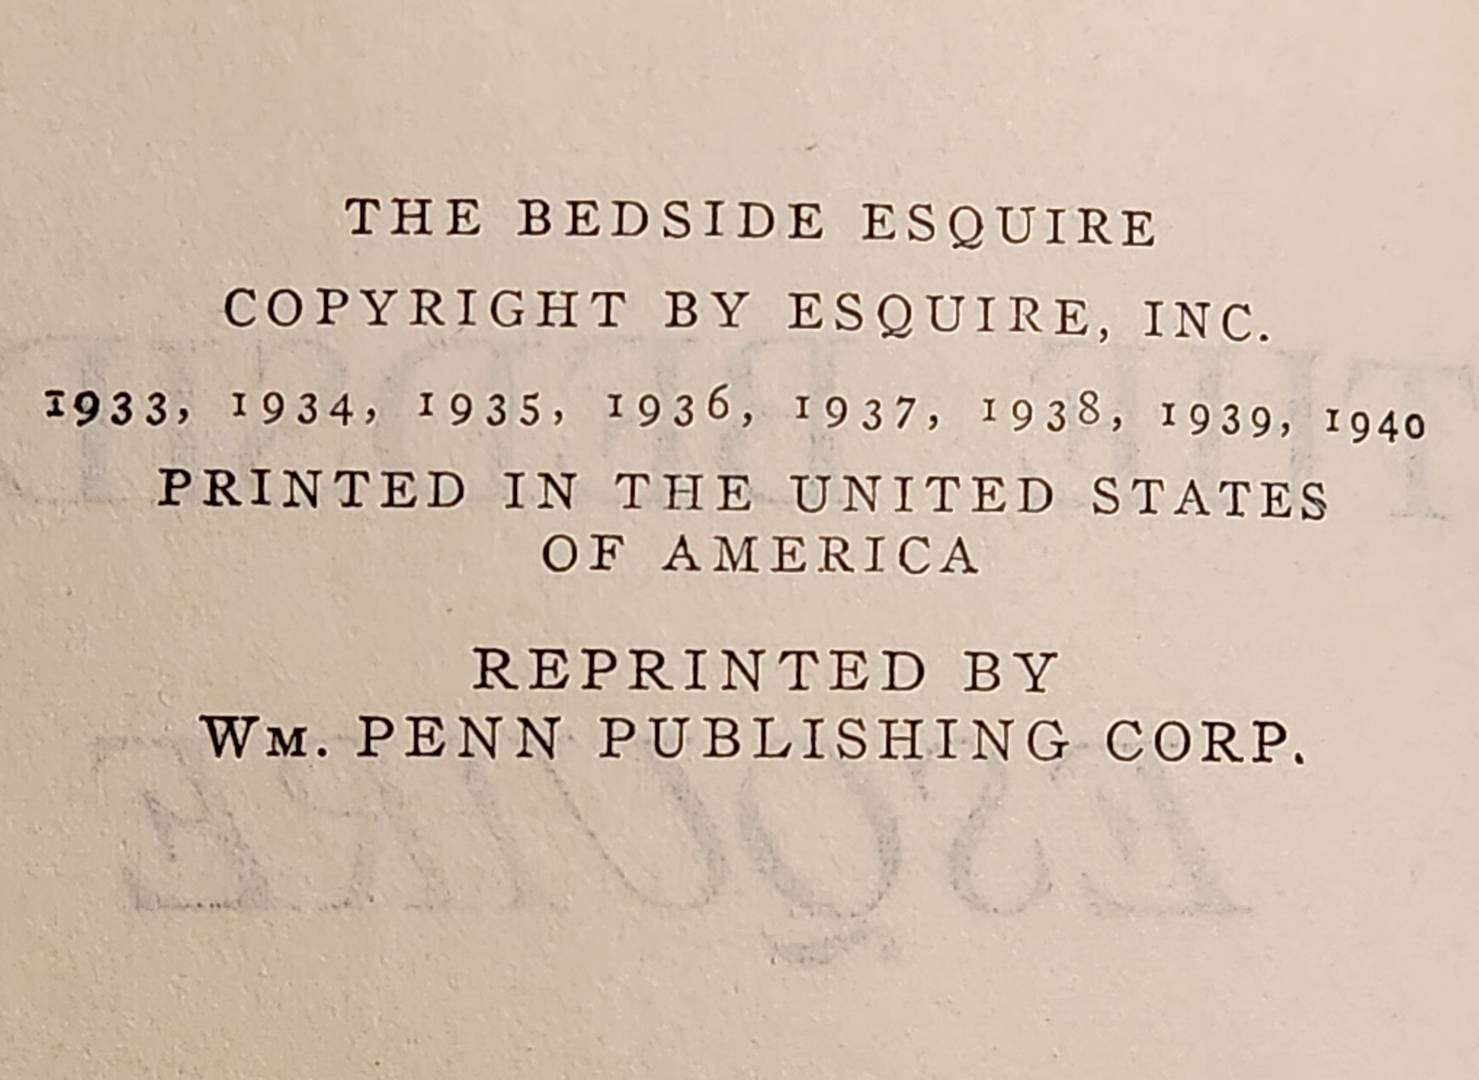 THE BEDSIDE ESQUIRE
COPYRIGHT BY ESQUIRE, INC.
1933, 1934, 1935, 1936, 1937, 1938, 1939, 1940
PRINTED IN THE UNITED STATES
OF AMERICA
REPRINTED BY
WM. PENN PUBLISHING CORP.